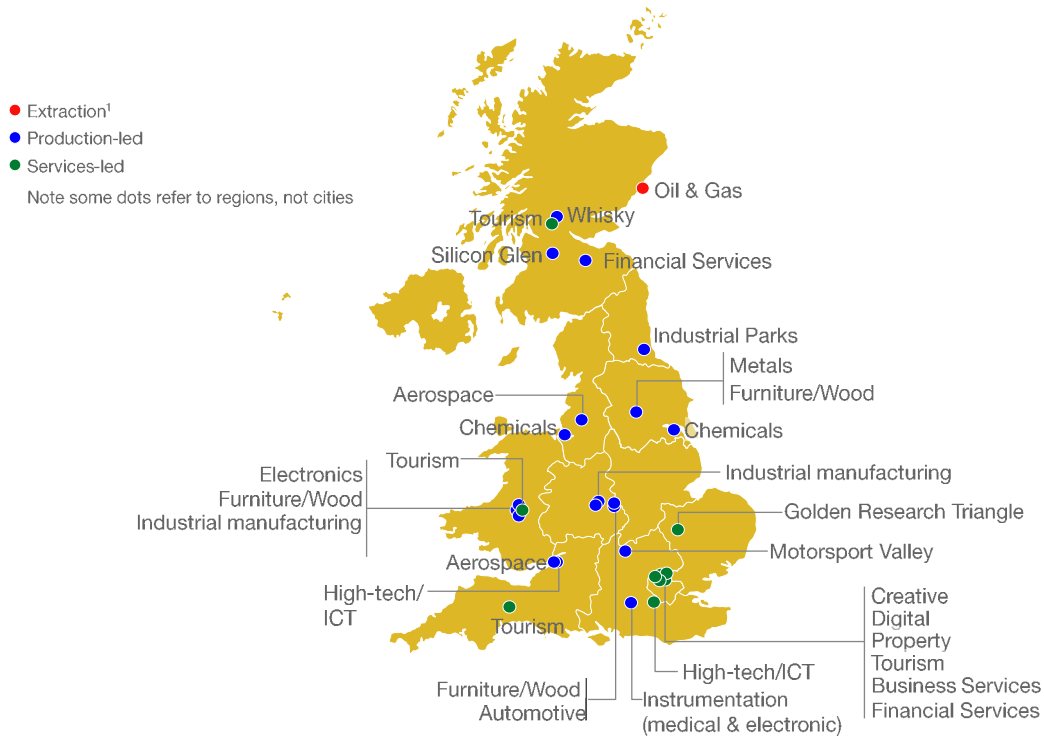 Extraction¹
Production-led
Services-led
Note some dots refer to regions, not cities
Oil & Gas
Tourism
Whisky
Silicon Glen
Financial Services
Industrial Parks
Metals
Furniture/Wood
Aerospace
Chemicals
Chemicals
Tourism
Electronics
Furniture/Wood
Industrial manufacturing
Industrial manufacturing
Golden Research Triangle
Motorsport Valley
Aerospace
High-tech/
ICT
Tourism
Creative
Digital
Property
Tourism
Business Services
Financial Services
High-tech/ICT
Furniture/Wood
Automotive
Instrumentation
(medical & electronic)